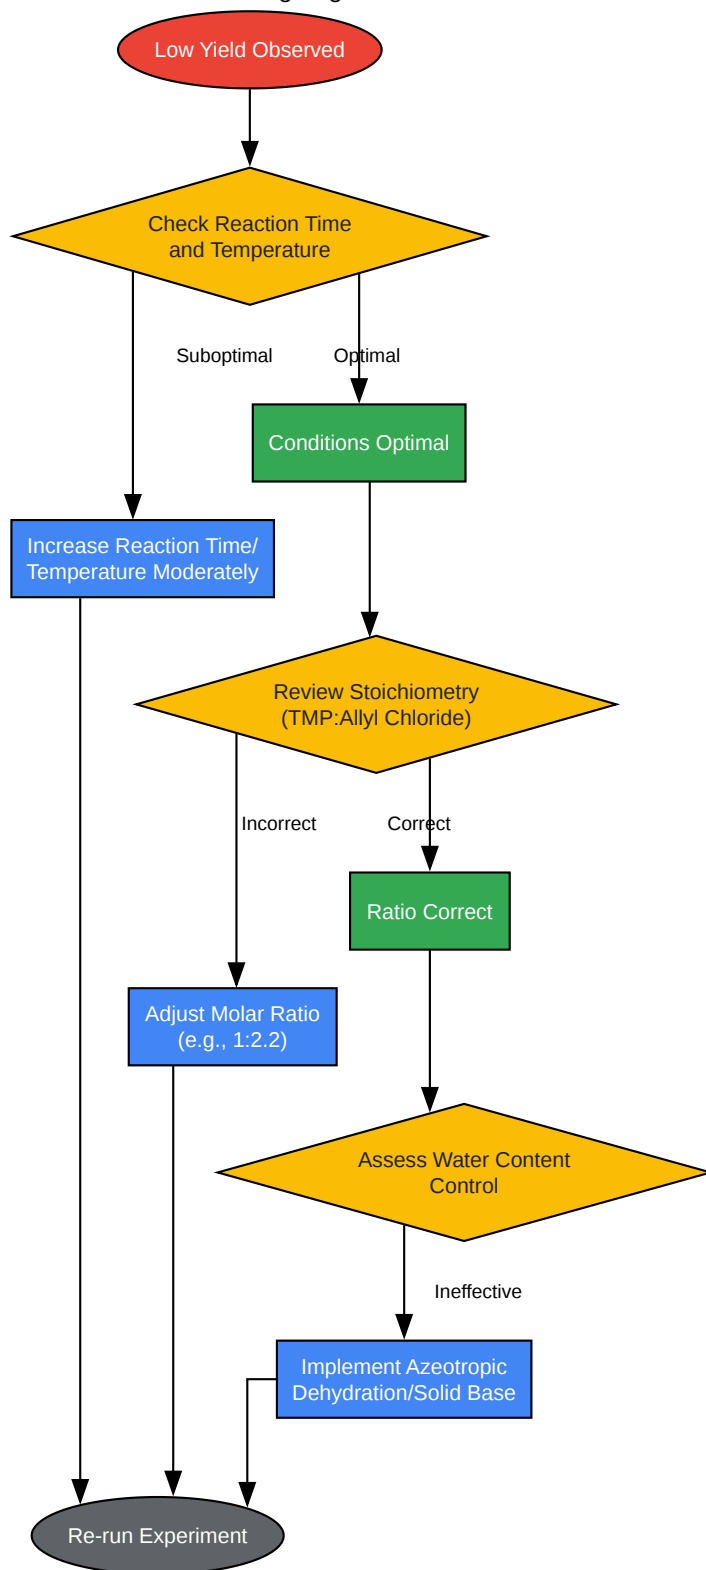 Low Yield Observed
Check Reaction Time
and Temperature
Suboptimal
Optimal
Conditions Optimal
Increase Reaction Time/
Temperature Moderately
Review Stoichiometry
(TMP:Allyl Chloride)
Incorrect
Correct
Ratio Correct
Adjust Molar Ratio
(e.g., 1:2.2)
Assess Water Content
Control
Ineffective
Implement Azeotropic
Dehydration/Solid Base
Re-run Experiment